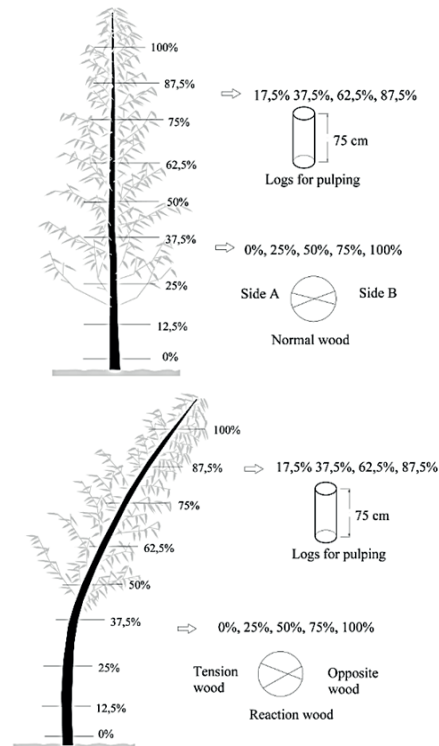 100%
87,5%
75%
62,5%
50%
37,5%
25%
12,5%
0%
17,5% 37,5%, 62,5%, 87,5%
75 cm
Logs for pulping
0%, 25%, 50%, 75%, 100%
Side A
Side B
Normal wood
100%
87,5%
75%
62,5%
50%
37,5%
25%
12,5%
0%
17,5% 37,5%, 62,5%, 87,5%
75 cm
Logs for pulping
0%, 25%, 50%, 75%, 100%
Tension
wood
Opposite
wood
Reaction wood